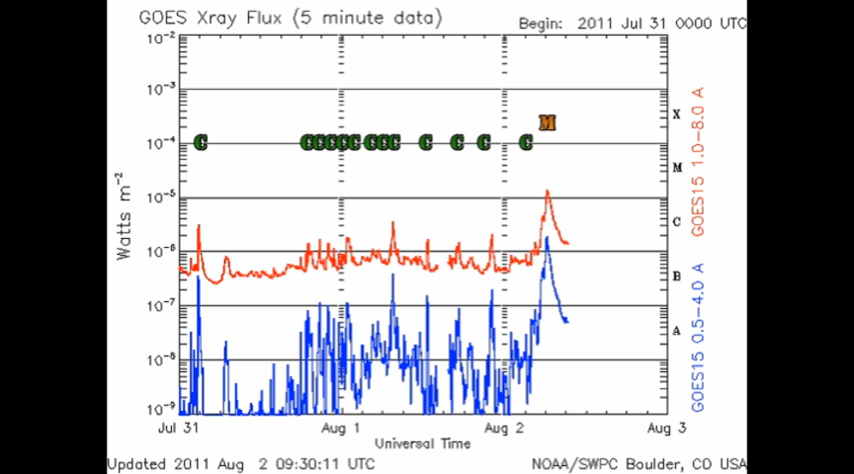 GOES Xray Flux (5 minute data)
Begin: 2011 Jul 31 0000 UTC
10-2
10-3
X
M
C C C C C C C C C C C C C
10-4
M
10-5
C
10-6
B
10-7
A
10-8
10-9
Watts m-2
GOES15 1.0-8.0 A
GOES15 0.5-4.0 A
Jul 31 Aug 1 Aug 2 Aug 3
Universal Time
Updated 2011 Aug 2 09:30:11 UTC
NOAA/SWPC Boulder, CO USA